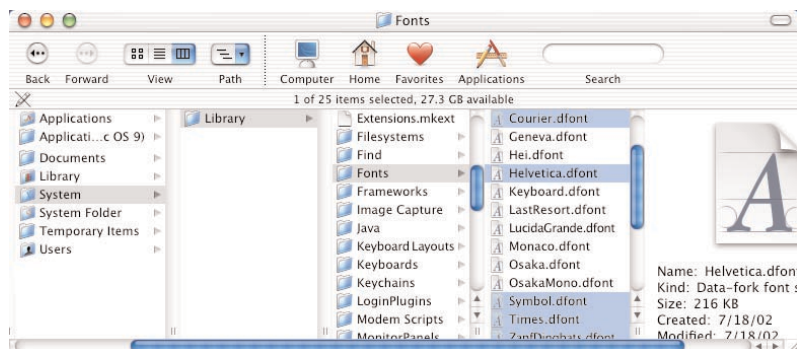 Fonts
Back Forward View Path Computer Home Favorites Applications Search
1 of 25 items selected, 27.3 GB available
Applications
Applicati...c OS 9)
Documents
Library
System
System Folder
Temporary Items
Users
Library
Extensions.mkext
Filesystems
Find
Fonts
Frameworks
Image Capture
Java
Keyboard Layouts
Keyboards
Keychains
LoginPlugins
Modem Scripts
MonitorPanels
Courier.dfont
Geneva.dfont
Hei.dfont
Helvetica.dfont
Keyboard.dfont
LastResort.dfont
LucidaGrande.dfont
Monaco.dfont
Osaka.dfont
OsakaMono.dfont
Symbol.dfont
Times.dfont
ZapfDingbats.dfont
Name: Helvetica.dfon
Kind: Data-fork font s
Size: 216 KB
Created: 7/18/02
Modified: 7/18/02